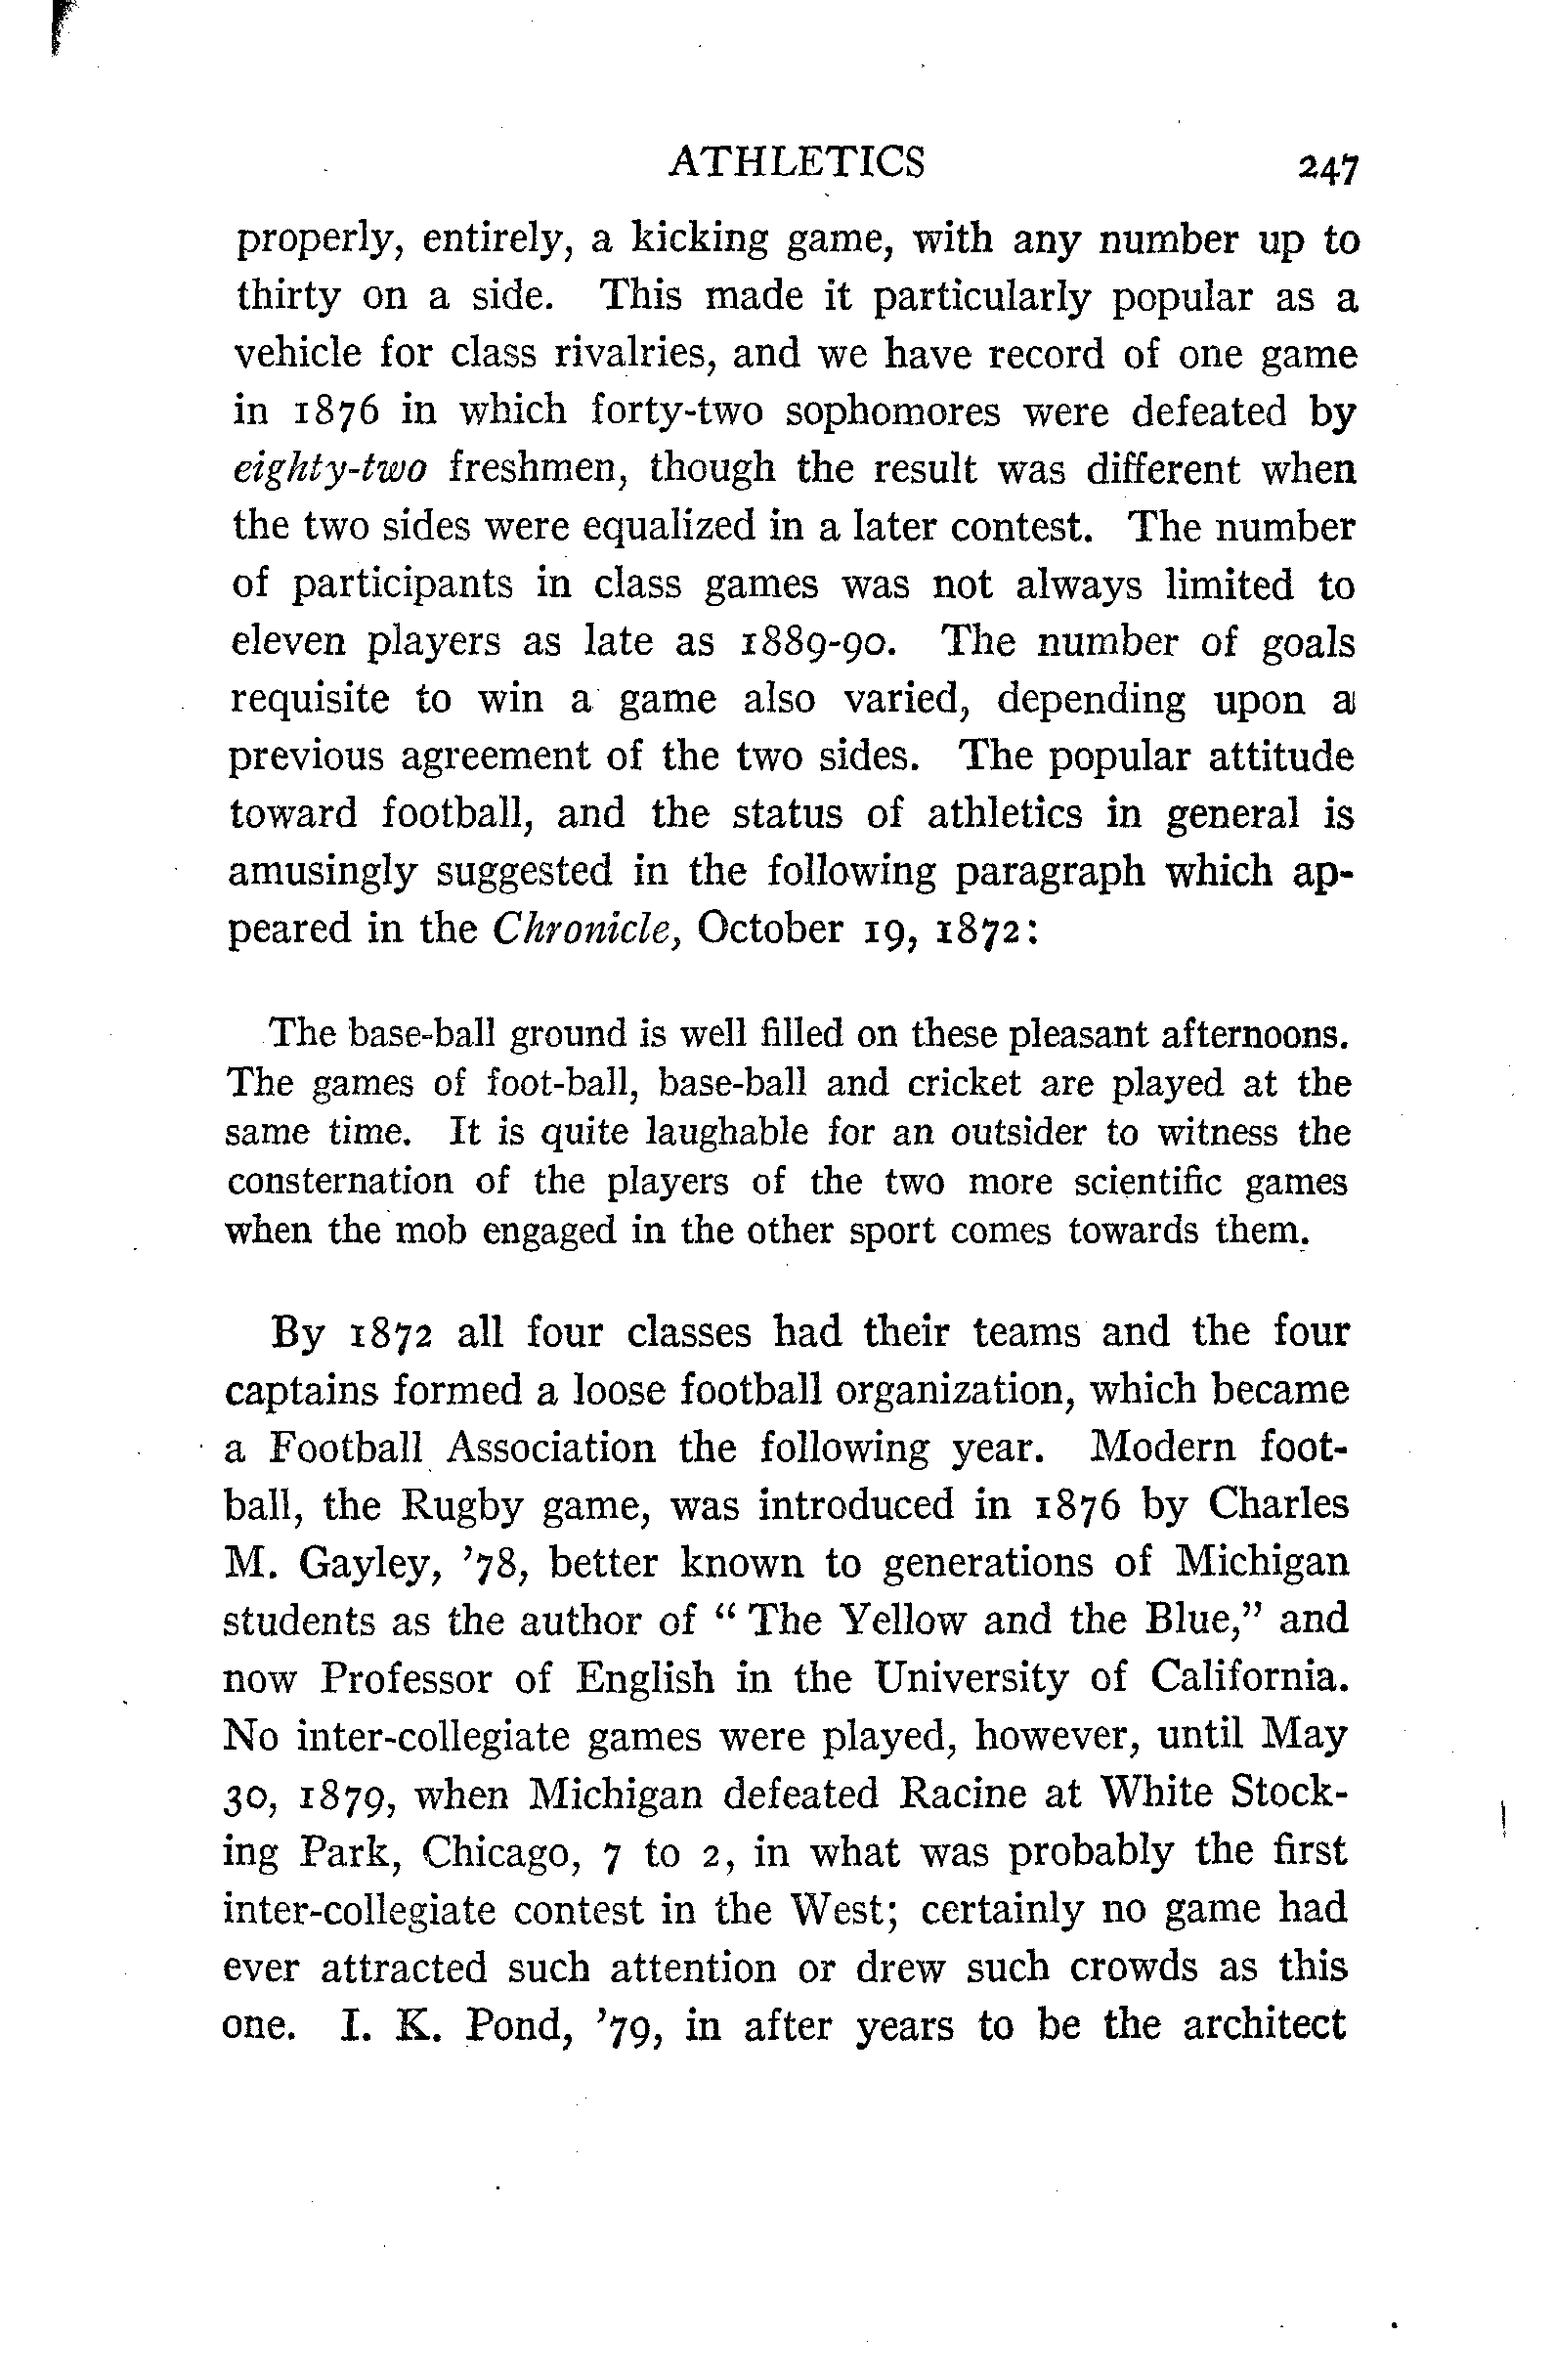 ATHLETICS 247
properly, entirely, a kicking game, with any number up to
thirty on a side. This made it particularly popular as a
vehicle for class rivalries, and we have record of one game
in 1876 in which forty-two sophomores were defeated by
eighty-two freshmen, though the result was different when
the two sides were equalized in a later contest. The number
of participants in class games was not always limited to
eleven players as late as 1889-90. The number of goals
requisite to win a game also varied, depending upon a
previous agreement of the two sides. The popular attitude
toward football, and the status of athletics in general is
amusingly suggested in the following paragraph which ap-
peared in the Chronicle, October 19, 1872:
The base-ball ground is well filled on these pleasant afternoons.
The games of foot-ball, base-ball and cricket are played at the
same time. It is quite laughable for an outsider to witness the
consternation of the players of the two more scientific games
when the mob engaged in the other sport comes towards them.
By 1872 all four classes had their teams and the four
captains formed a loose football organization, which became
a Football Association the following year. Modern foot-
ball, the Rugby game, was introduced in 1876 by Charles
M. Gayley, '78, better known to generations of Michigan
students as the author of " The Yellow and the Blue," and
now Professor of English in the University of California.
No inter-collegiate games were played, however, until May
30, 1879, when Michigan defeated Racine at White Stock-
ing Park, Chicago, 7 to 2, in what was probably the first
inter-collegiate contest in the West; certainly no game had
ever attracted such attention or drew such crowds as this
one. I. K. Pond, '79, in after years to be the architect